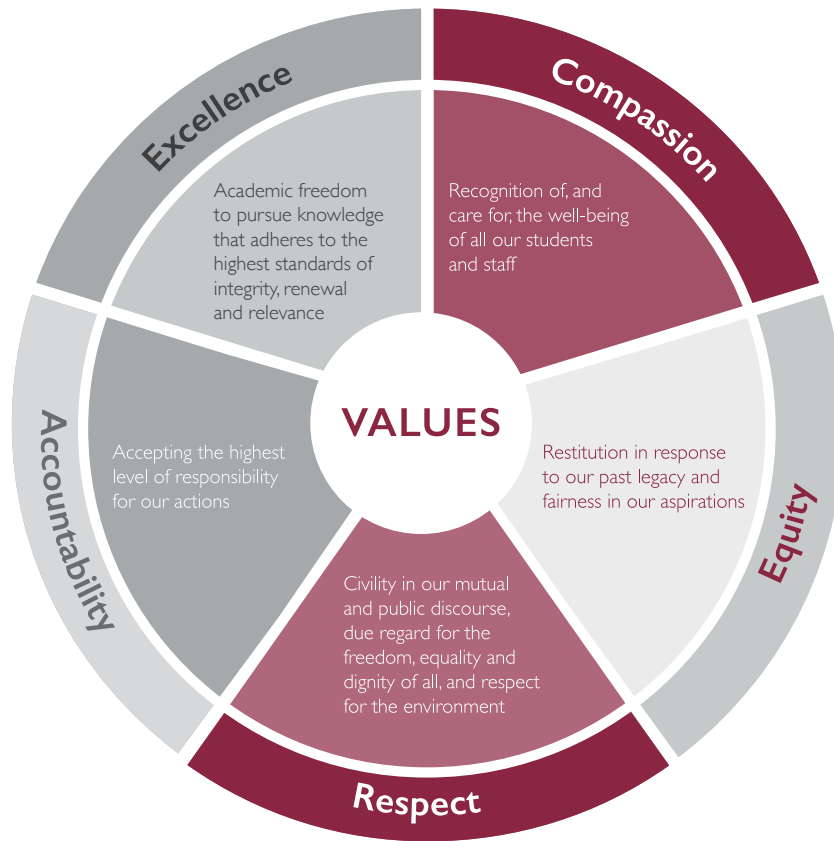 VALUES
Excellence
Academic freedom
to pursue knowledge
that adheres to the
highest standards of
integrity, renewal
and relevance
Compassion
Recognition of, and
care for, the well-being
of all our students
and staff
Equity
Restitution in response
to our past legacy and
fairness in our aspirations
Respect
Civility in our mutual
and public discourse,
due regard for the
freedom, equality and
dignity of all, and respect
for the environment
Accountability
Accepting the highest
level of responsibility
for our actions